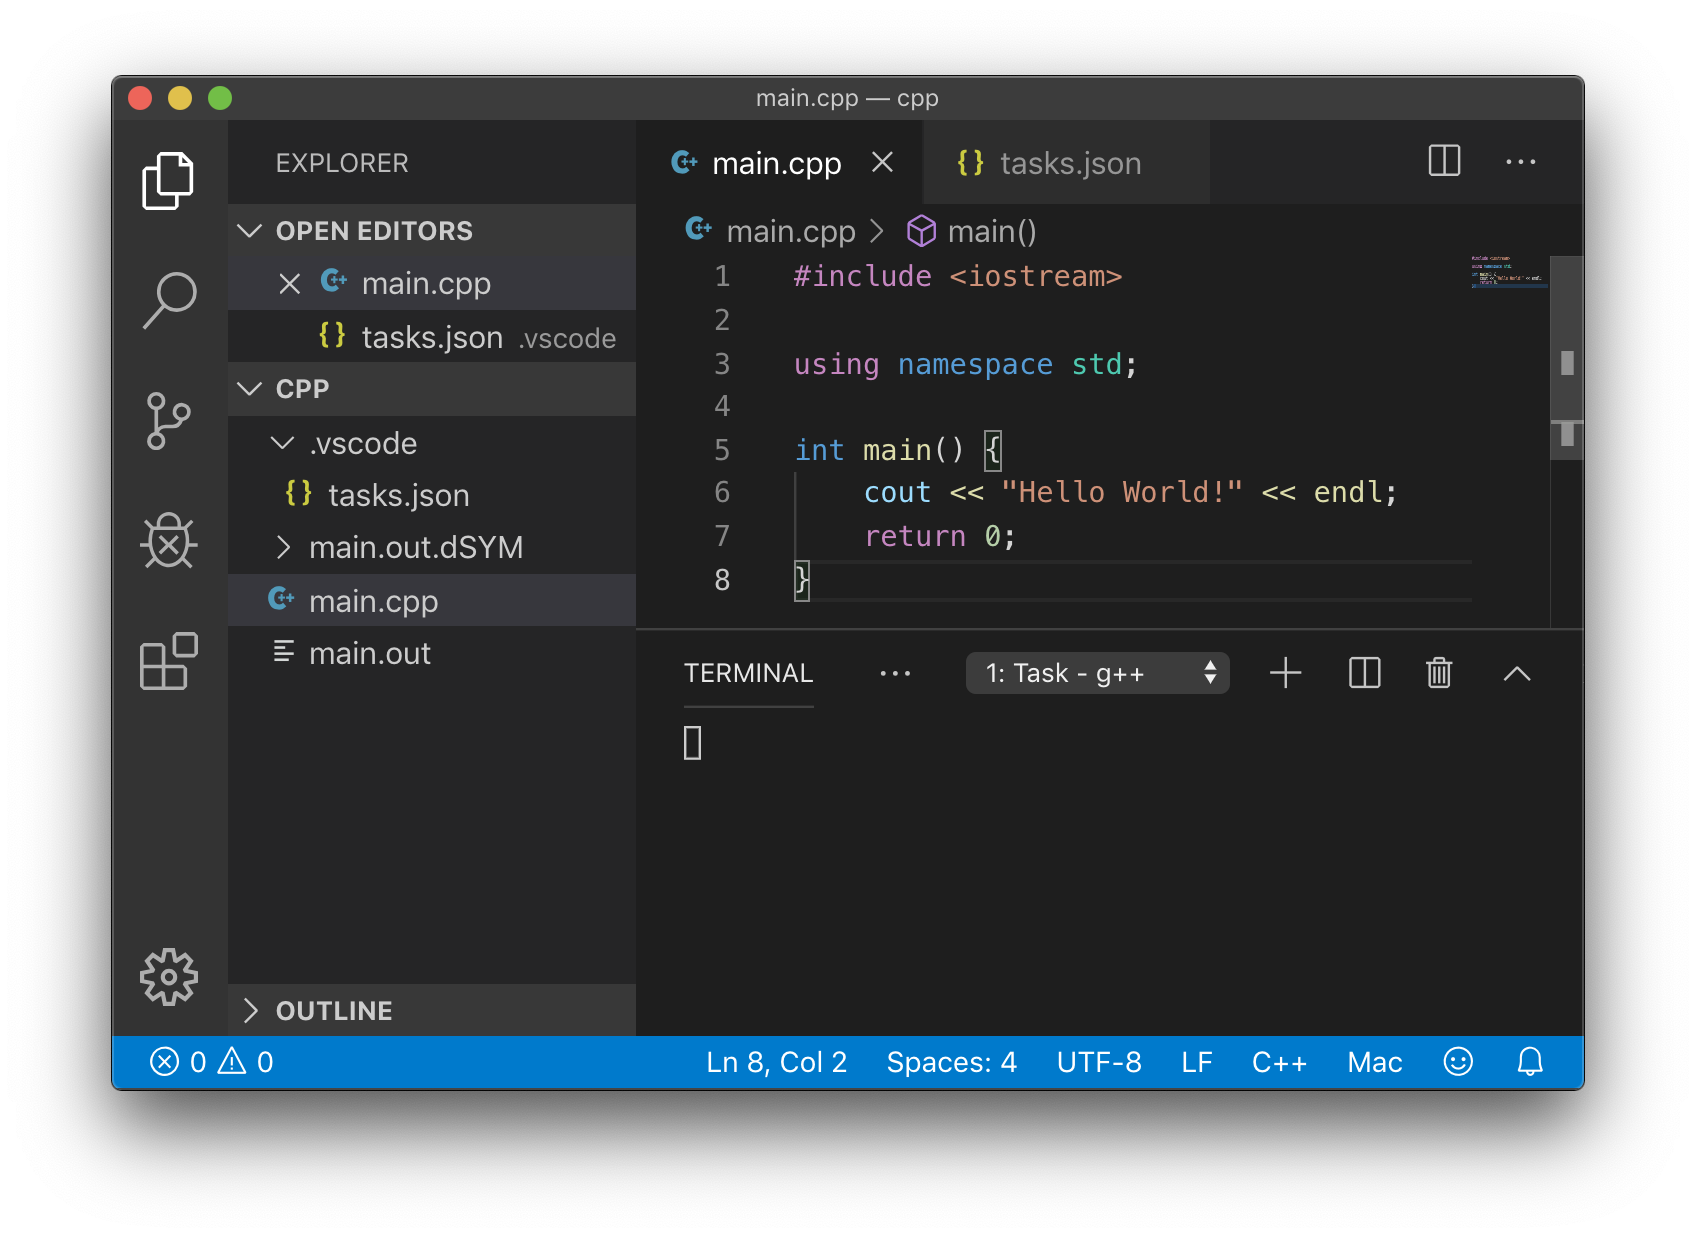 main.cpp — cpp
EXPLORER
OPEN EDITORS
main.cpp
tasks.json .vscode
CPP
.vscode
tasks.json
main.out.dSYM
main.cpp
main.out
OUTLINE
main.cpp
tasks.json
main.cpp > main()
1 #include <iostream>
2
3 using namespace std;
4
5 int main() {
6 cout << "Hello World!" << endl;
7 return 0;
8 }
TERMINAL ··· 1: Task - g++
0 0 Ln 8, Col 2 Spaces: 4 UTF-8 LF C++ Mac